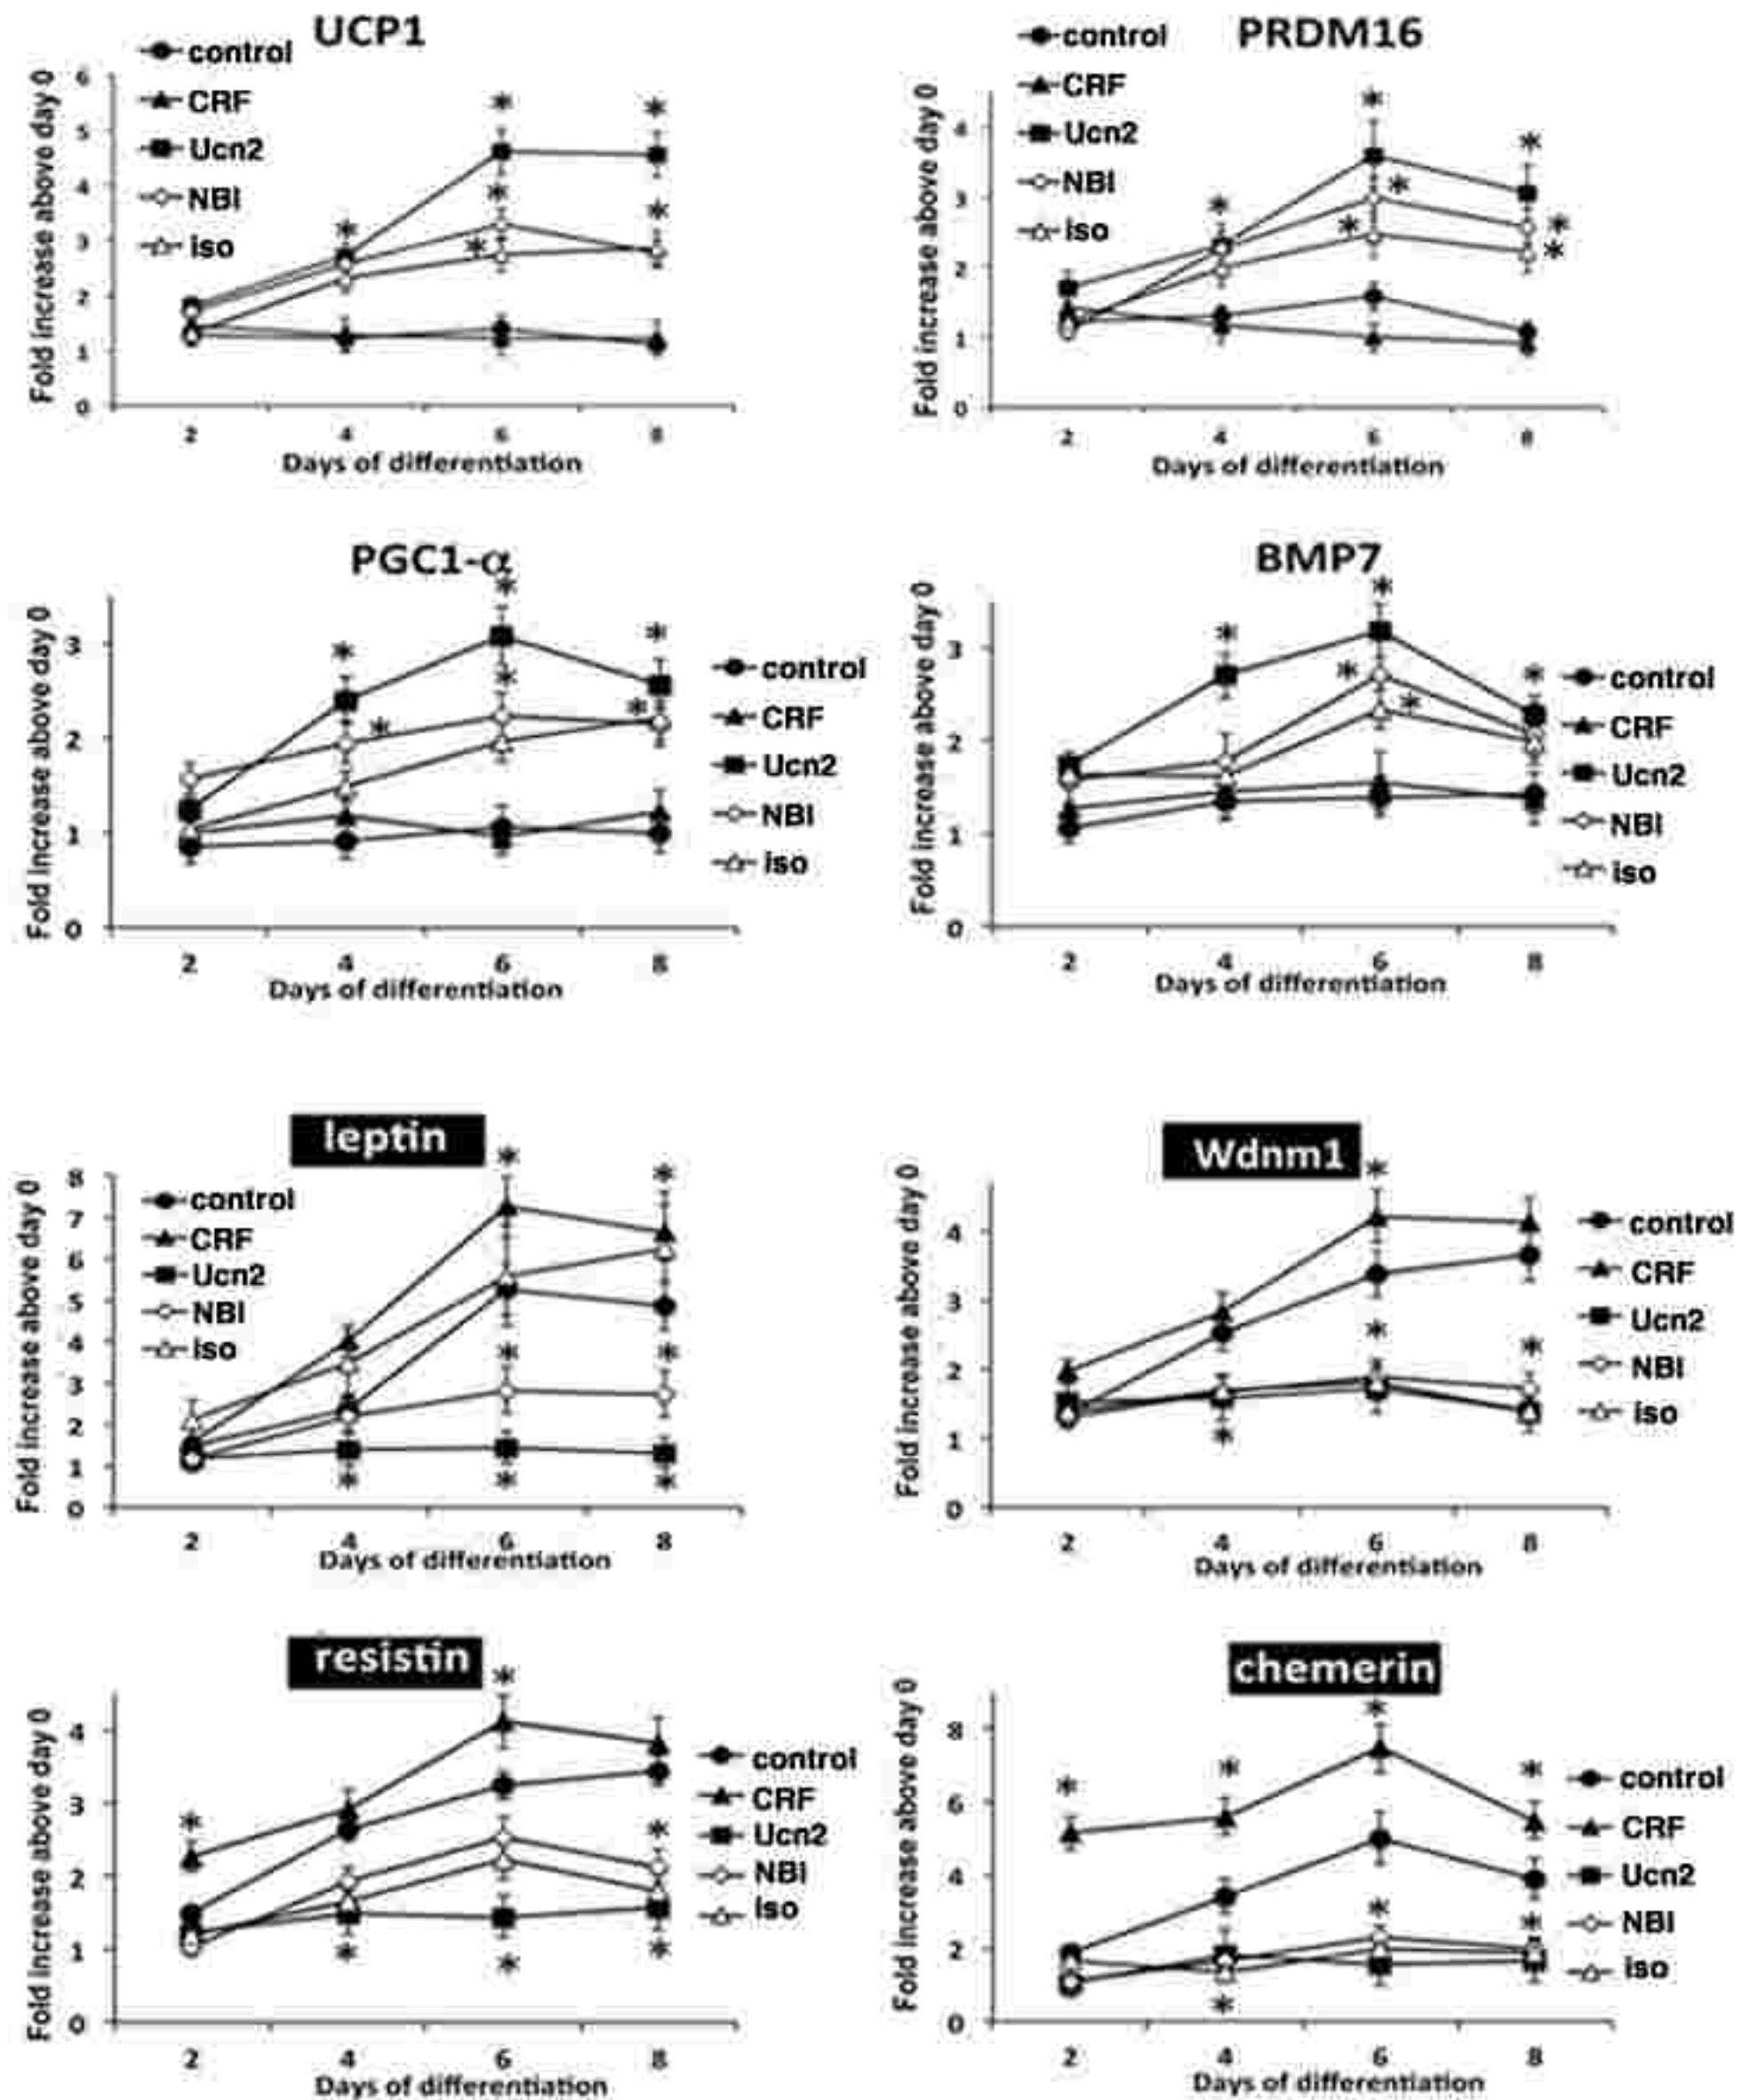 UCP1
control
CRF
Ucn2
NBI
iso
Fold increase above day 0
6
5
4
3
2
1
0
2 4 6 8
Days of differentiation
PRDM16
control
CRF
Ucn2
NBI
iso
Fold increase above day 0
4
3
2
1
0
2 4 6 8
Days of differentiation
PGC1-α
Fold increase above day 0
3
2
1
0
control
CRF
Ucn2
NBI
iso
2 4 6 8
Days of differentiation
BMP7
Fold increase above day 0
3
2
1
0
control
CRF
Ucn2
NBI
iso
2 4 6 8
Days of differentiation
leptin
control
CRF
Ucn2
NBI
iso
Fold increase above day 0
8
7
6
5
4
3
2
1
0
2 4 6 8
Days of differentiation
Wdnm1
Fold increase above day 0
4
3
2
1
0
control
CRF
Ucn2
NBI
iso
2 4 6 8
Days of differentiation
resistin
Fold increase above day 0
4
3
2
1
0
control
CRF
Ucn2
NBI
iso
2 4 6 8
Days of differentiation
chemerin
Fold increase above day 0
8
6
4
2
0
control
CRF
Ucn2
NBI
iso
2 4 6 8
Days of differentiation